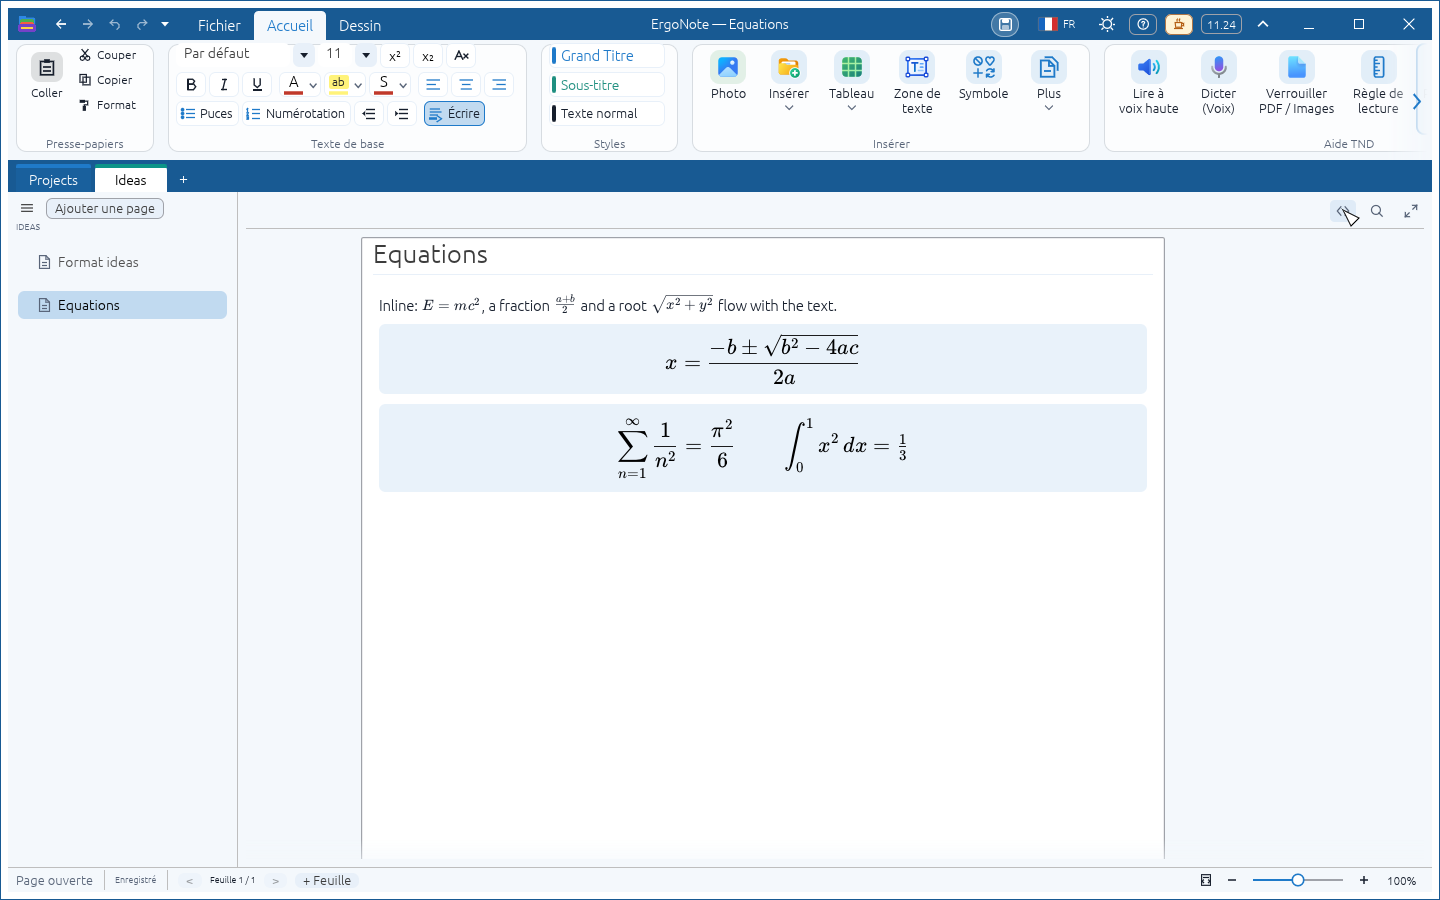 Fichier Accueil Dessin ErgoNote — Equations FR 11.24
Coller Couper Copier Format
Presse-papiers
Par défaut 11 x² x₂ Ax
B I U A ab S
Puces Numérotation Écrire
Texte de base
Grand Titre
Sous-titre
Texte normal
Styles
Photo Insérer Tableau Zone de texte Symbole Plus
Insérer
Lire à voix haute Dicter (Voix) Verrouiller PDF / Images Règle de lecture
Aide TND
Projects Ideas +
Ajouter une page
IDEAS
Format ideas
Equations
Equations
Inline: E = mc², a fraction (a+b)/2 and a root √(x² + y²) flow with the text.
x = (−b ± √(b² − 4ac))/(2a)
∑_{n=1}^{∞} 1/n² = π²/6 ∫_0^1 x² dx = 1/3
Page ouverte Enregistré < Feuille 1 / 1 > + Feuille − + 100%